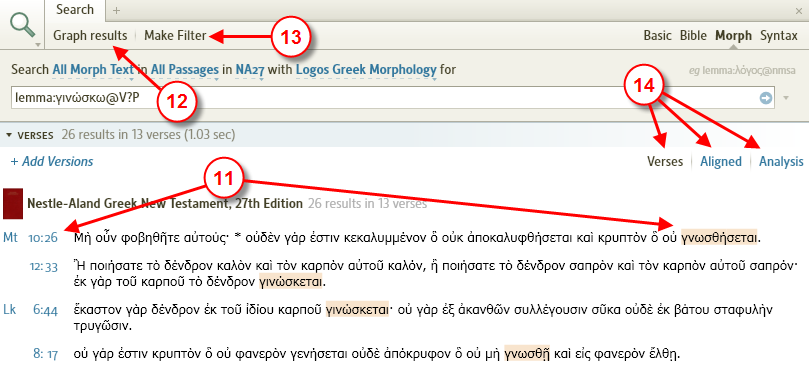 Search +
Graph results Make Filter 13 Basic Bible Morph Syntax
Search All Morph Text in All Passages in NA27 with Logos Greek Morphology for eg lemma:λόγος@nmsa
lemma:γινώσκω@V?P
12 14
VERSES 26 results in 13 verses (1.03 sec)
+ Add Versions Verses Aligned Analysis
11
Nestle-Aland Greek New Testament, 27th Edition 26 results in 13 verses
Mt 10:26 Μὴ οὖν φοβηθῆτε αὐτούς· * οὐδὲν γάρ ἐστιν κεκαλυμμένον ὃ οὐκ ἀποκαλυφθήσεται καὶ κρυπτὸν ὃ οὐ γνωσθήσεται.
12:33 Ἢ ποιήσατε τὸ δένδρον καλὸν καὶ τὸν καρπὸν αὐτοῦ καλόν, ἢ ποιήσατε τὸ δένδρον σαπρὸν καὶ τὸν καρπὸν αὐτοῦ σαπρόν·
ἐκ γὰρ τοῦ καρποῦ τὸ δένδρον γινώσκεται.
Lk 6:44 ἕκαστον γὰρ δένδρον ἐκ τοῦ ἰδίου καρποῦ γινώσκεται· οὐ γὰρ ἐξ ἀκανθῶν συλλέγουσιν σῦκα οὐδὲ ἐκ βάτου σταφυλὴν
τρυγῶσιν.
8:17 οὐ γάρ ἐστιν κρυπτὸν ὃ οὐ φανερὸν γενήσεται οὐδὲ ἀπόκρυφον ὃ οὐ μὴ γνωσθῇ καὶ εἰς φανερὸν ἔλθῃ.